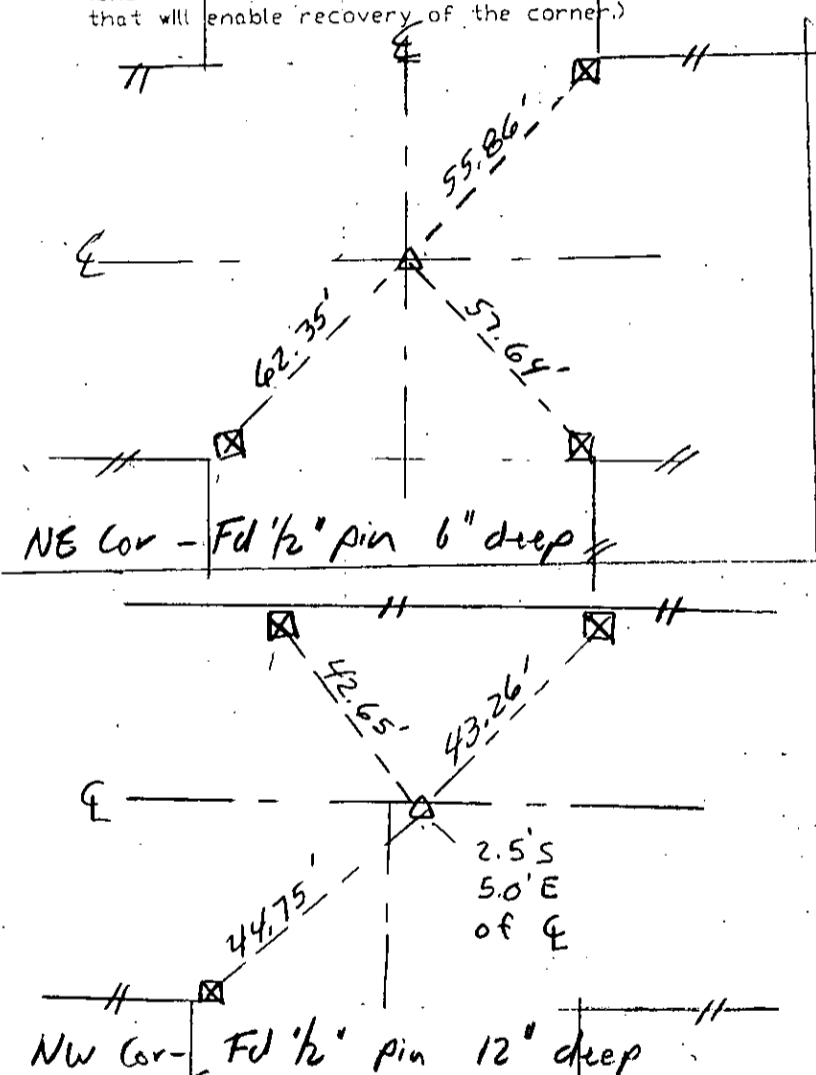 that will enable recovery of the corner.)
℄
55.86'
℄
62.35'
57.64'
NE Cor - Fd 1/2" pin 6" deep
42.65'
43.26'
℄
2.5' S
5.0' E
of ℄
44.75'
NW Cor - Fd 1/2" pin 12" deep